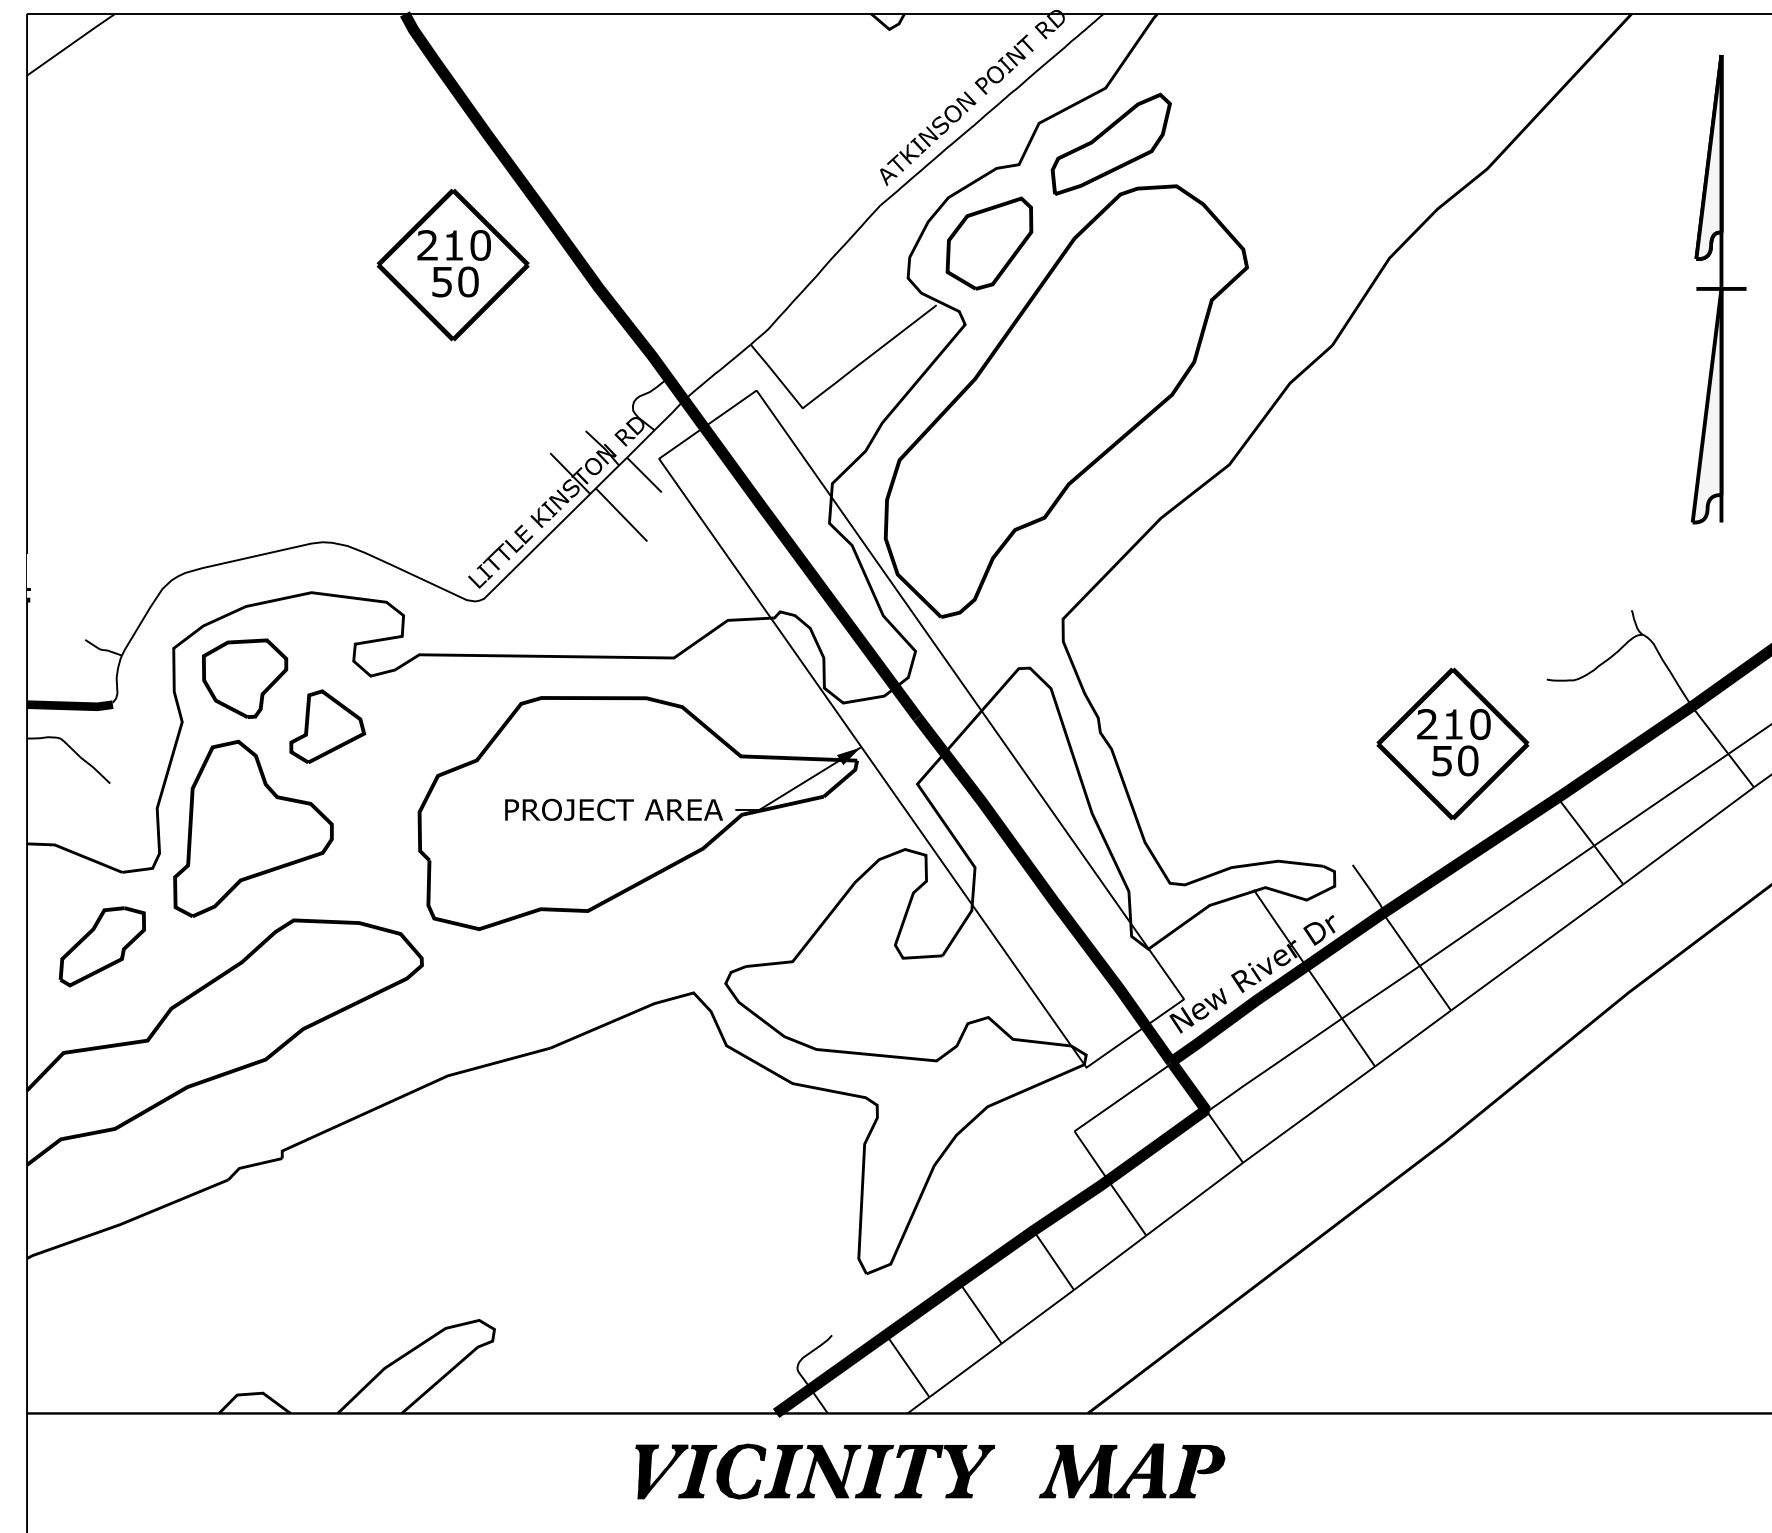 ATKINSON POINT RD
210
50
LITTLE KINSTON RD
210
50
PROJECT AREA
New River Dr
VICINITY MAP